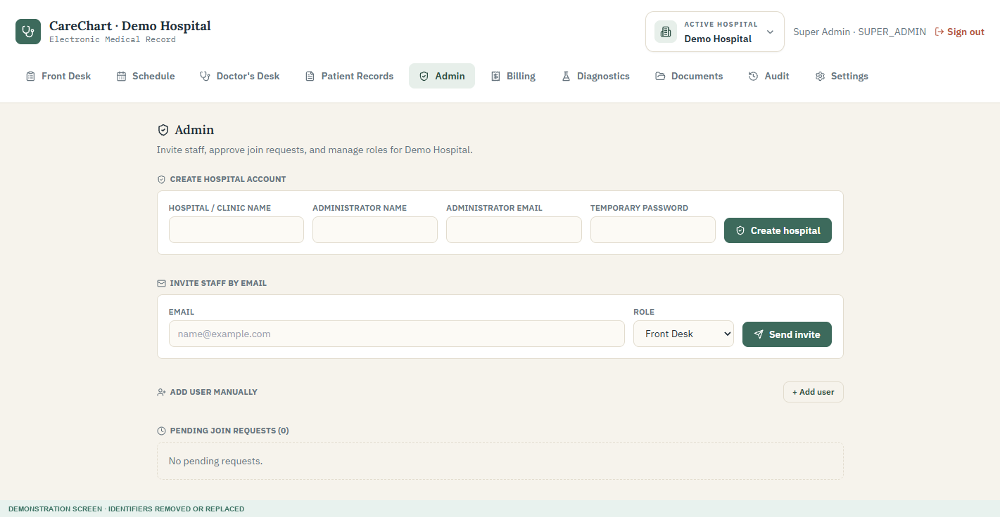 CareChart · Demo Hospital
Electronic Medical Record
ACTIVE HOSPITAL
Demo Hospital
Super Admin · SUPER_ADMIN
Sign out
Front Desk
Schedule
Doctor's Desk
Patient Records
Admin
Billing
Diagnostics
Documents
Audit
Settings
Admin
Invite staff, approve join requests, and manage roles for Demo Hospital.
CREATE HOSPITAL ACCOUNT
HOSPITAL / CLINIC NAME
ADMINISTRATOR NAME
ADMINISTRATOR EMAIL
TEMPORARY PASSWORD
Create hospital
INVITE STAFF BY EMAIL
EMAIL
ROLE
name@example.com
Front Desk
Send invite
ADD USER MANUALLY
+ Add user
PENDING JOIN REQUESTS (0)
No pending requests.
DEMONSTRATION SCREEN · IDENTIFIERS REMOVED OR REPLACED